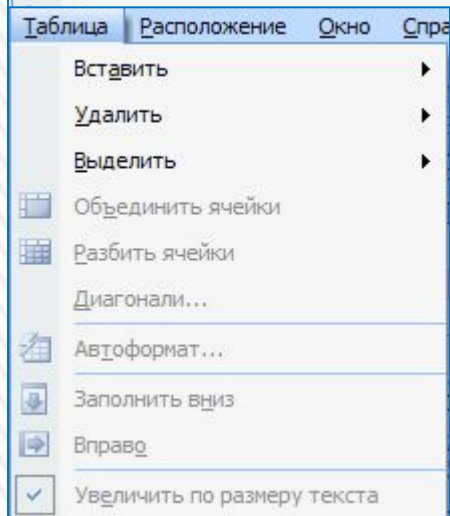 Таблица Расположение Окно Спра
Вставить
Удалить
Выделить
Объединить ячейки
Разбить ячейки
Диагонали...
Автоформат...
Заполнить вниз
Вправо
Увеличить по размеру текста